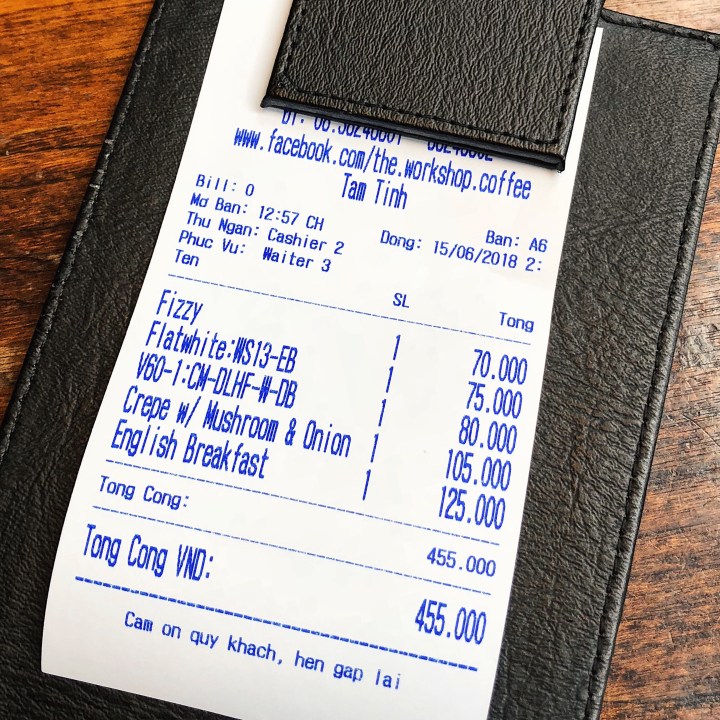 www.facebook.com/the.workshop.coffee
Tam Tinh
Bill: 0 Ban: A6
Mơ Ban: 12:57 CH Dong: 15/06/2018 2:
Thu Ngan: Cashier 2
Phuc Vu: Waiter 3
Ten SL Tong
Fizzy 1 70.000
Flatwhite:WS13-EB 1 75.000
V60-1:CM-DLHF-W-DB 1 80.000
Crepe w/ Mushroom & Onion 1 105.000
English Breakfast 1 125.000
Tong Cong: 455.000
Tong Cong VND: 455.000
Cam on quy khach, hen gap lai